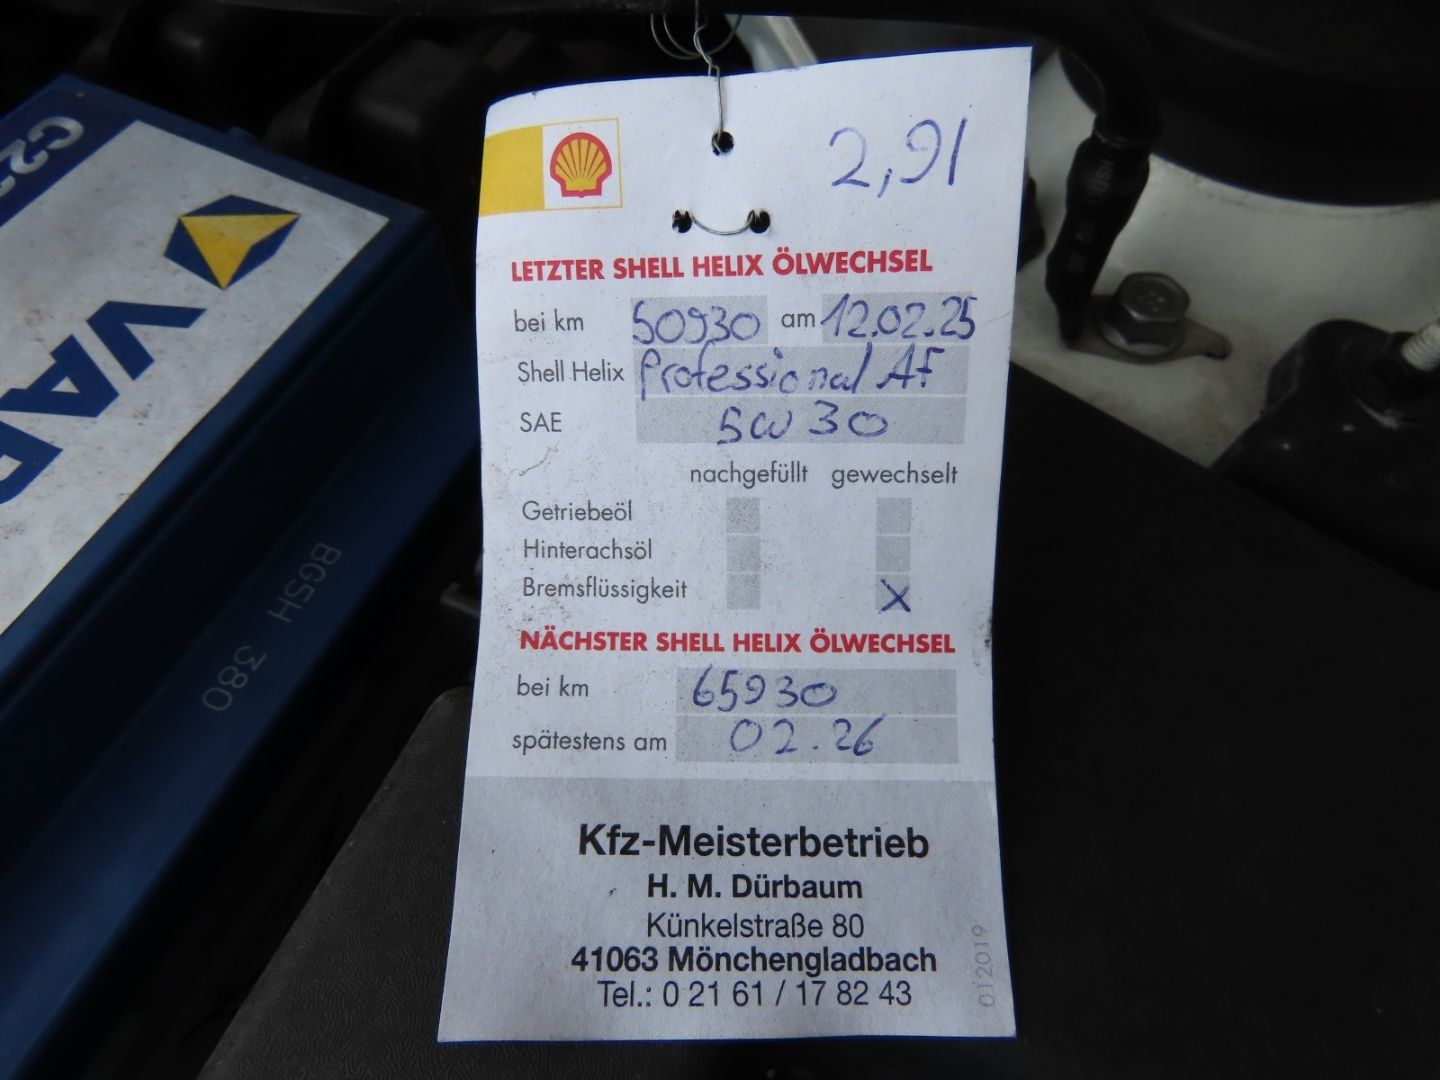 2,9l
LETZTER SHELL HELIX ÖLWECHSEL
bei km 50930 am 12.02.25
Shell Helix Professional AF
SAE 5W30
nachgefüllt gewechselt
Getriebeöl
Hinterachsöl
Bremsflüssigkeit X
NÄCHSTER SHELL HELIX ÖLWECHSEL
bei km 65930
spätestens am 02.26
Kfz-Meisterbetrieb
H. M. Dürbaum
Künkelstraße 80
41063 Mönchengladbach
Tel.: 0 21 61 / 17 82 43
012019
VAR
BG5H 380